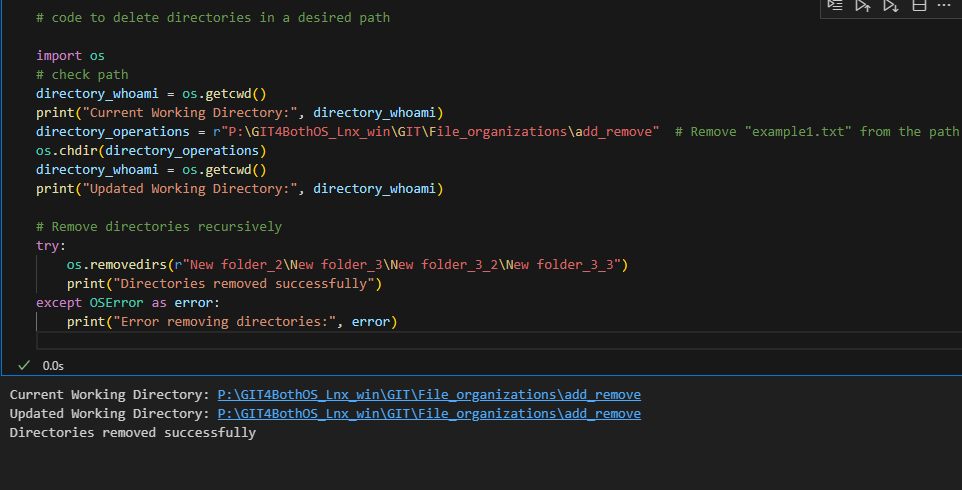 # code to delete directories in a desired path
import os
# check path
directory_whoami = os.getcwd()
print("Current Working Directory:", directory_whoami)
directory_operations = r"P:\GIT4BothOS_Lnx_win\GIT\File_organizations\add_remove"  # Remove "example1.txt" from the path
os.chdir(directory_operations)
directory_whoami = os.getcwd()
print("Updated Working Directory:", directory_whoami)
# Remove directories recursively
try:
    os.removedirs(r"New folder_2\New folder_3\New folder_3_2\New folder_3_3")
    print("Directories removed successfully")
except OSError as error:
    print("Error removing directories:", error)
0.0s
Current Working Directory: P:\GIT4BothOS_Lnx_win\GIT\File_organizations\add_remove
Updated Working Directory: P:\GIT4BothOS_Lnx_win\GIT\File_organizations\add_remove
Directories removed successfully